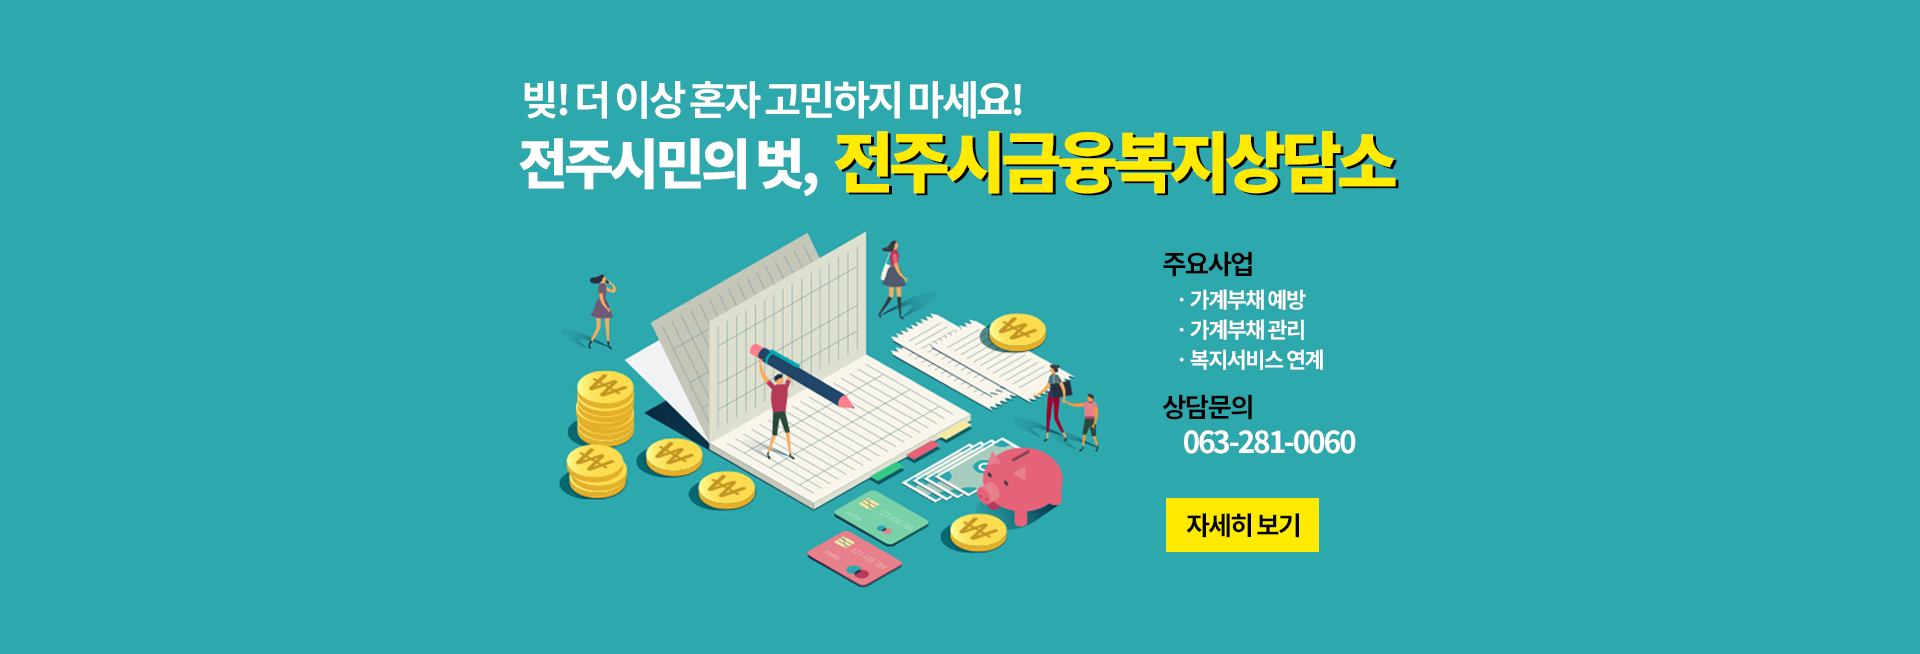 빚! 더 이상 혼자 고민하지 마세요!
전주시민의 벗, 전주시금융복지상담소
주요사업
· 가계부채 예방
· 가계부채 관리
· 복지서비스 연계
상담문의
063-281-0060
자세히 보기